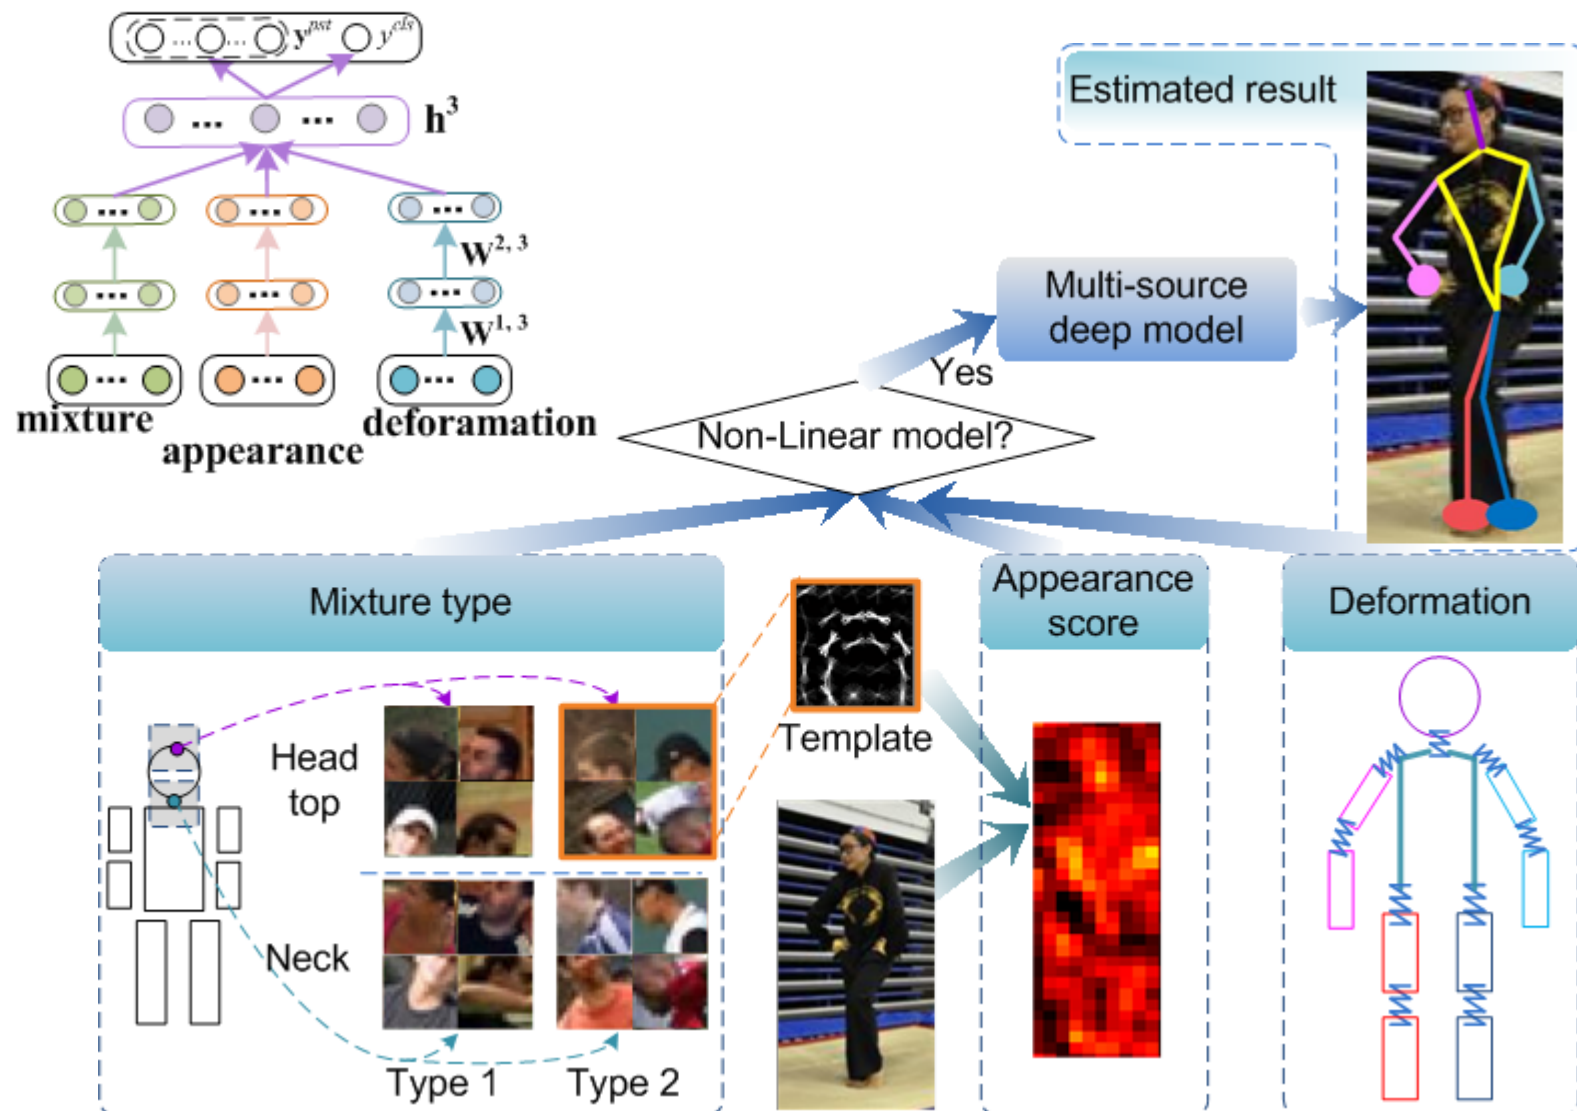 y^pst y^cls
h^3
W^2, 3
W^1, 3
mixture
appearance
deforamation
Estimated result
Multi-source
deep model
Yes
Non-Linear model?
Mixture type
Appearance
score
Deformation
Head
top
Template
Neck
Type 1
Type 2